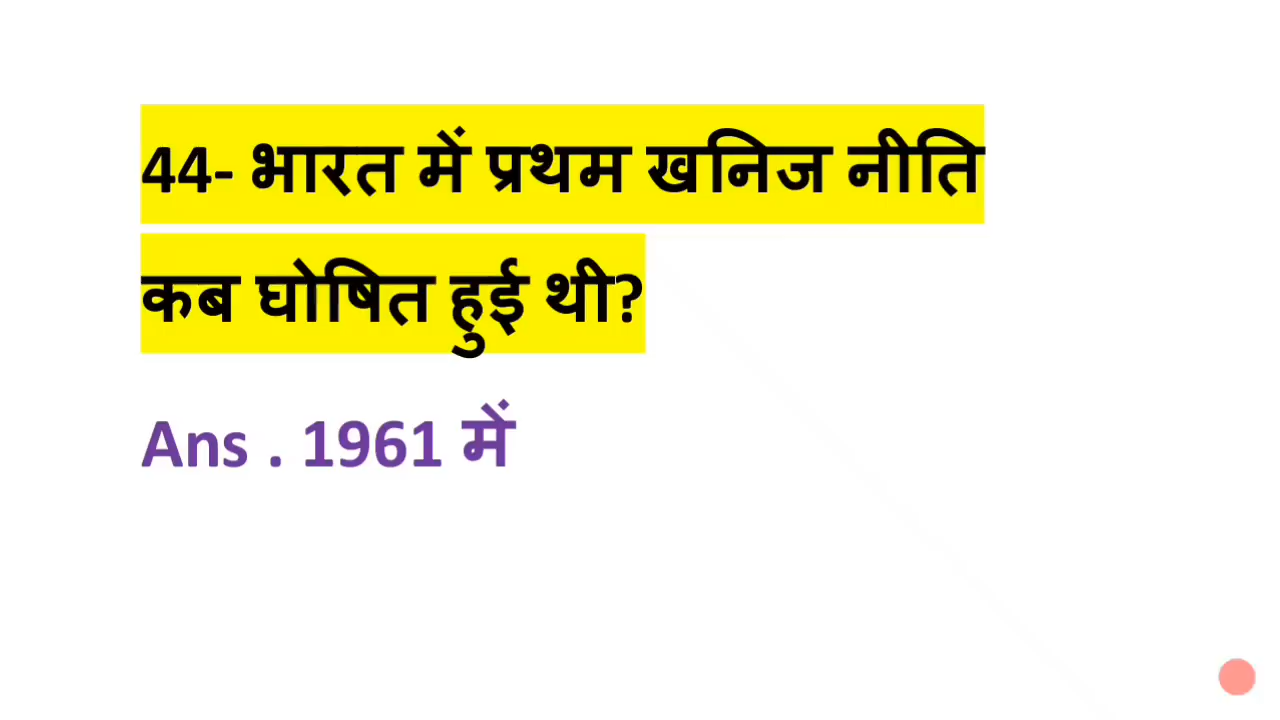 44- भारत में प्रथम खनिज नीति
कब घोषित हुई थी?
Ans . 1961 में